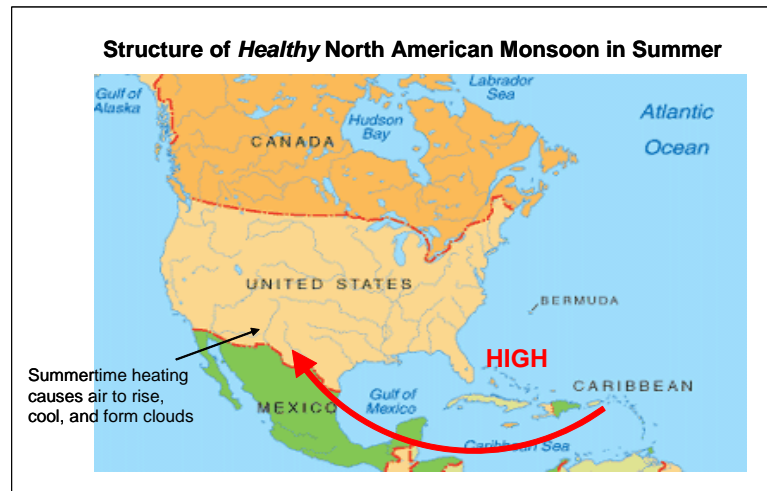 Structure of Healthy North American Monsoon in Summer
Gulf of
Alaska
Labrador
Sea
Hudson
Bay
Atlantic
Ocean
CANADA
UNITED STATES
BERMUDA
HIGH
Summertime heating
causes air to rise,
cool, and form clouds
CARIBBEAN
MEXICO
Gulf of
Mexico
Caribbean Sea